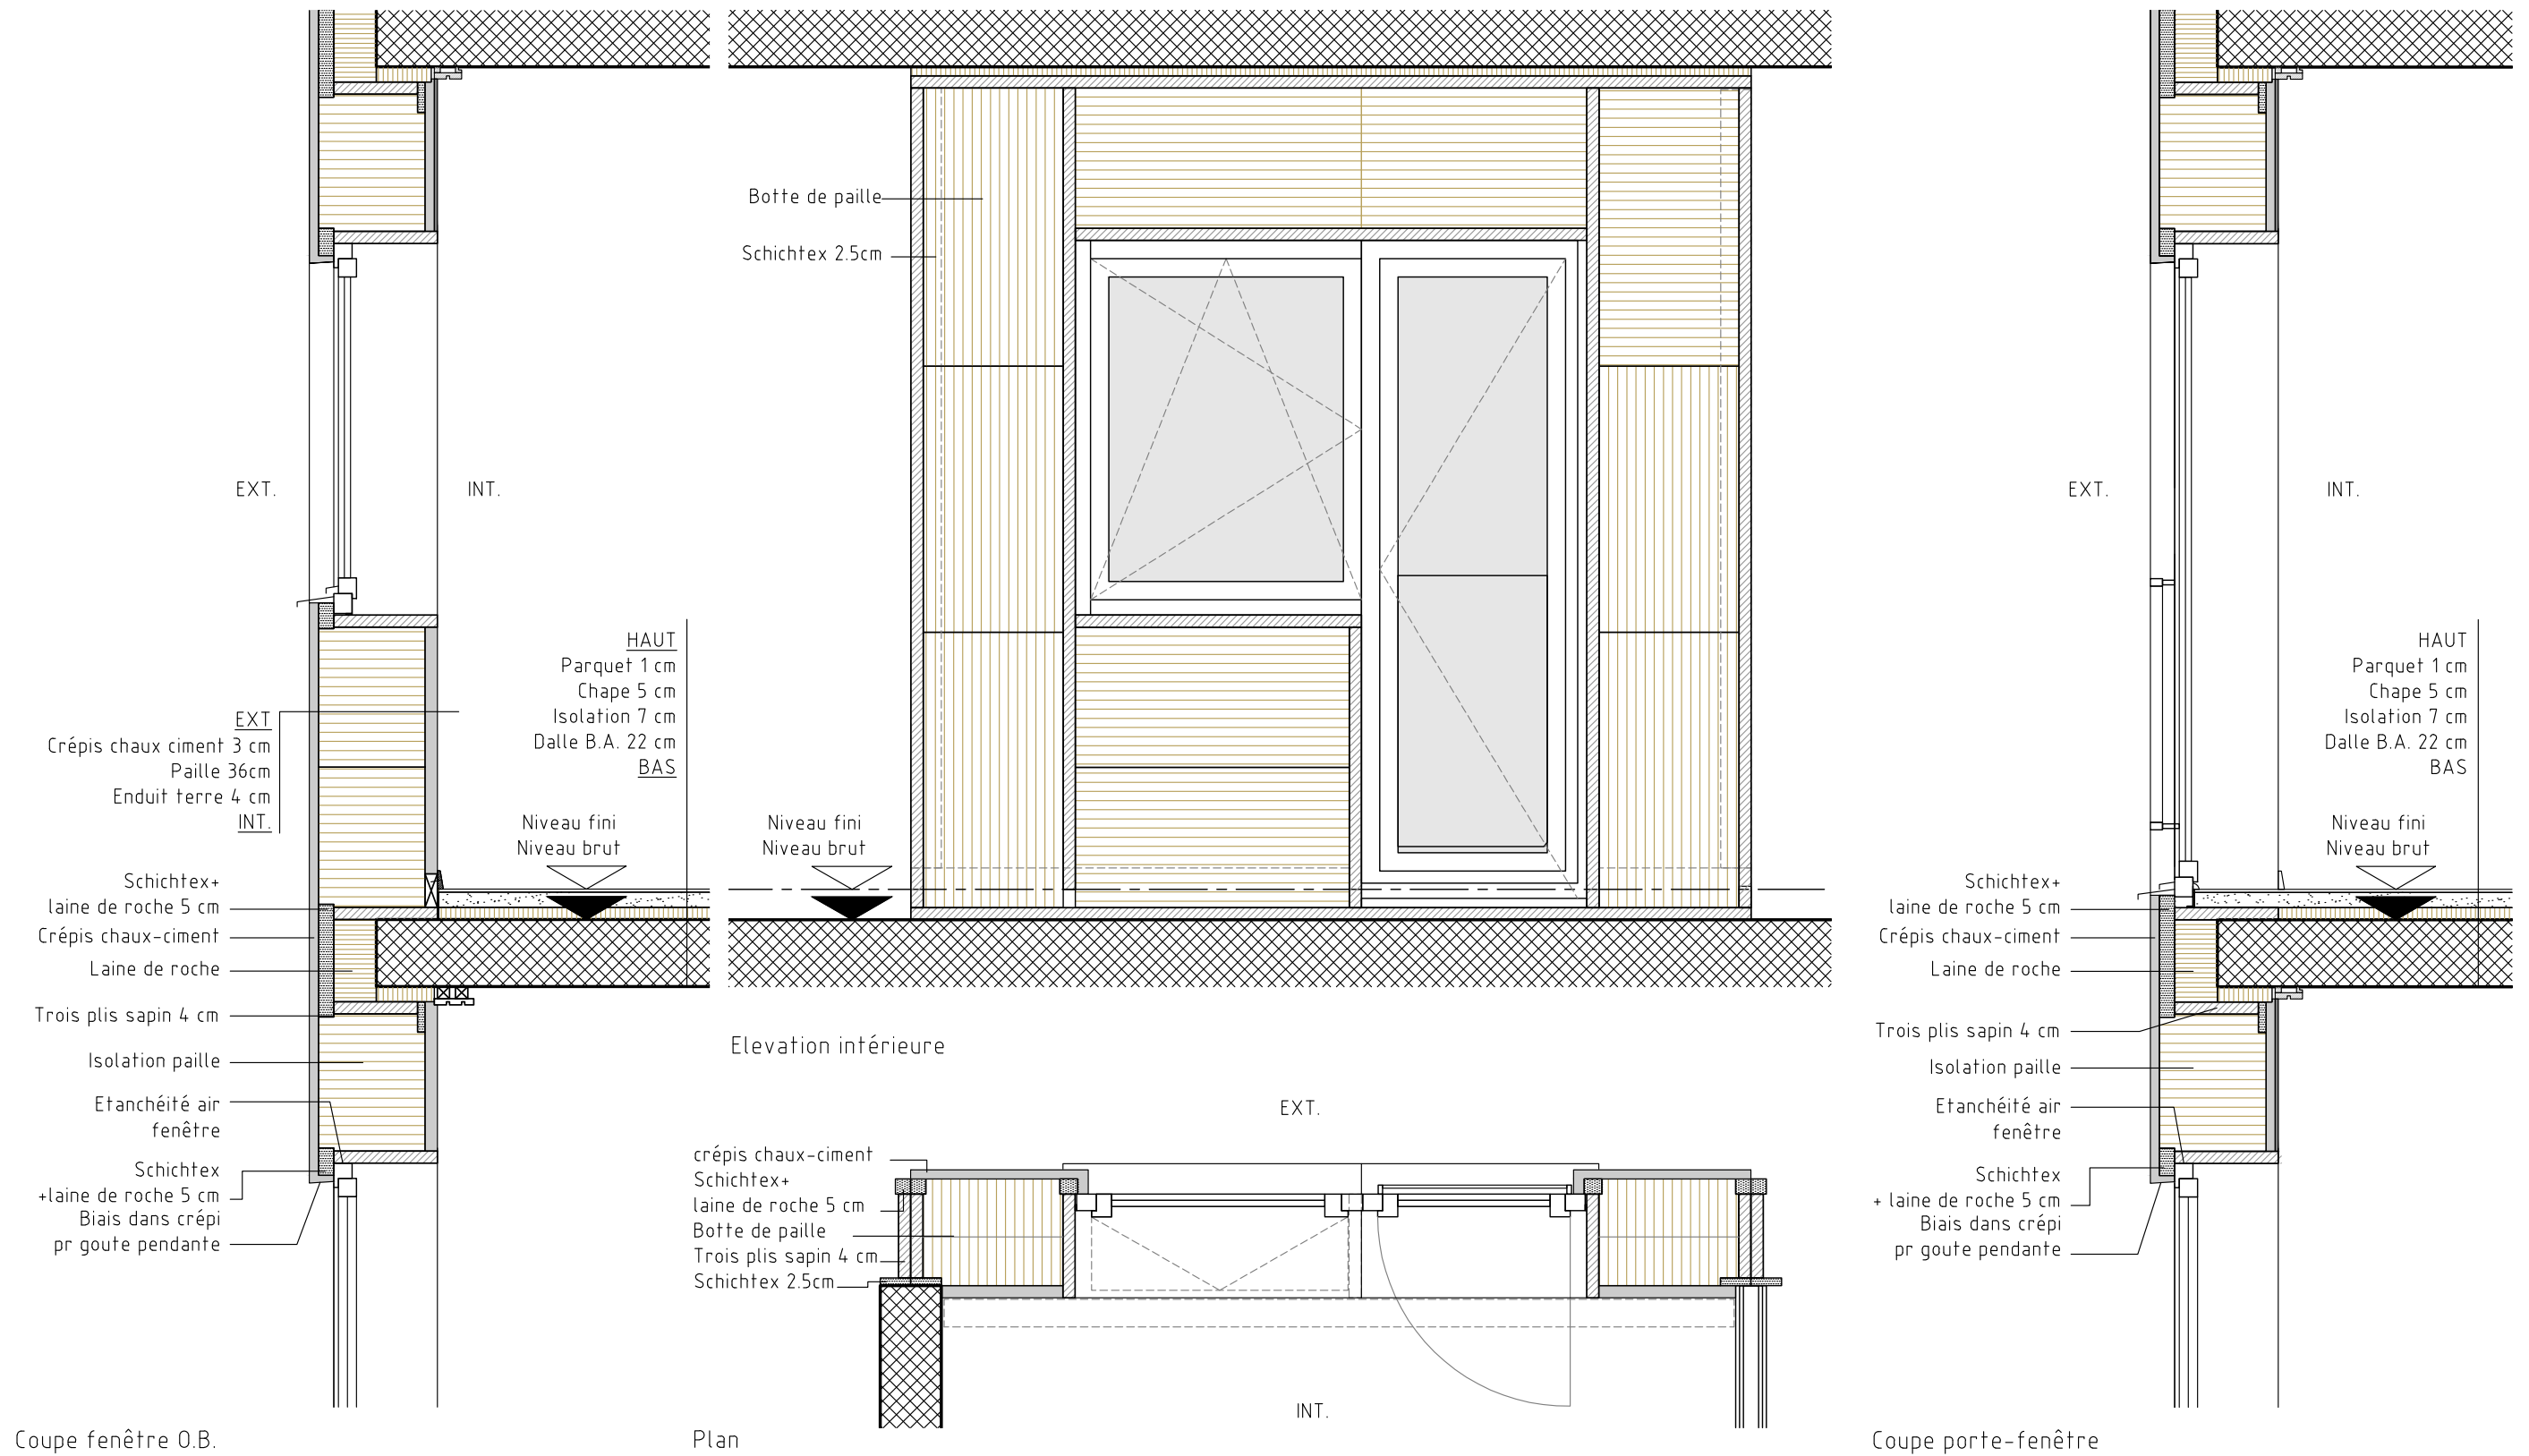 EXT.
INT.
HAUT
Parquet 1 cm
Chape 5 cm
Isolation 7 cm
Dalle B.A. 22 cm
BAS
EXT
Crépis chaux ciment 3 cm
Paille 36cm
Enduit terre 4 cm
INT.
Niveau fini
Niveau brut
Schichtex+
laine de roche 5 cm
Crépis chaux-ciment
Laine de roche
Trois plis sapin 4 cm
Isolation paille
Etanchéité air
fenêtre
Schichtex
+laine de roche 5 cm
Biais dans crépi
pr goute pendante
Coupe fenêtre O.B.
Botte de paille
Schichtex 2.5cm
Niveau fini
Niveau brut
Elevation intérieure
EXT.
crépis chaux-ciment
Schichtex+
laine de roche 5 cm
Botte de paille
Trois plis sapin 4 cm
Schichtex 2.5cm
INT.
Plan
EXT.
INT.
HAUT
Parquet 1 cm
Chape 5 cm
Isolation 7 cm
Dalle B.A. 22 cm
BAS
Niveau fini
Niveau brut
Schichtex+
laine de roche 5 cm
Crépis chaux-ciment
Laine de roche
Trois plis sapin 4 cm
Isolation paille
Etanchéité air
fenêtre
Schichtex
+ laine de roche 5 cm
Biais dans crépi
pr goute pendante
Coupe porte-fenêtre